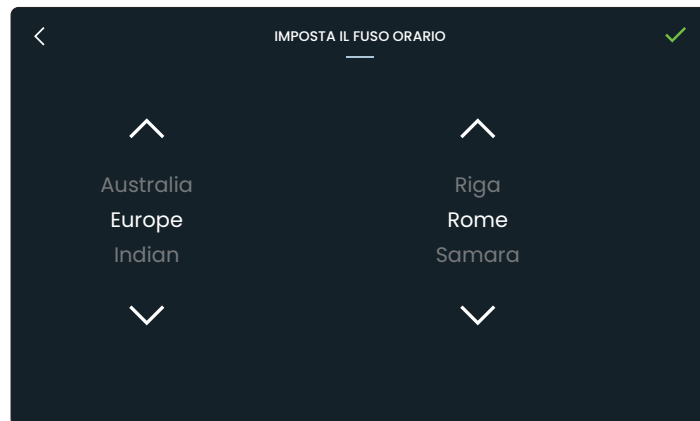 IMPOSTA IL FUSO ORARIO
Australia
Riga
Europe
Rome
Indian
Samara